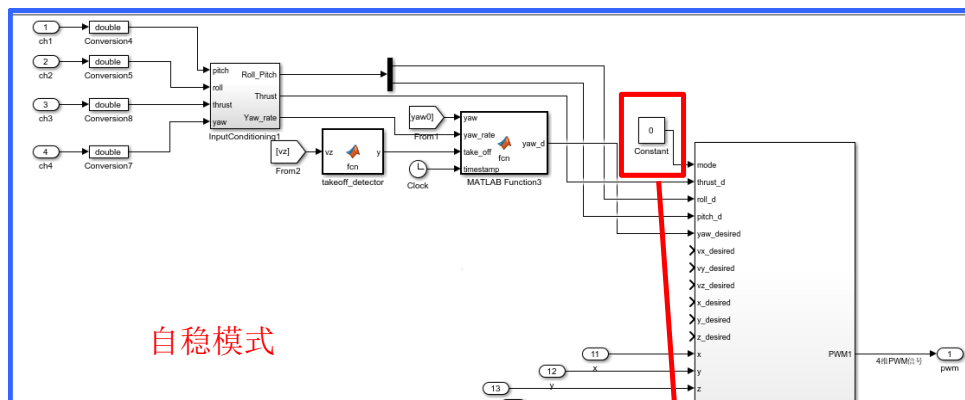 1
ch1
double
Conversion4
2
ch2
double
Conversion5
3
ch3
double
Conversion8
4
ch4
double
Conversion7
pitch
roll
thrust
yaw
Roll_Pitch
Thrust
Yaw_rate
InputConditioning1
[vz]
From2
vz
fcn
y
takeoff_detector
[yaw0]
From1
Clock
yaw
yaw_rate
take_off
timestamp
fcn
yaw_d
MATLAB Function3
0
Constant
mode
thrust_d
roll_d
pitch_d
yaw_desired
vx_desired
vy_desired
vz_desired
x_desired
y_desired
z_desired
x
y
z
PWM1
4维PWM信号
1
pwm
11
x
12
y
13
自稳模式